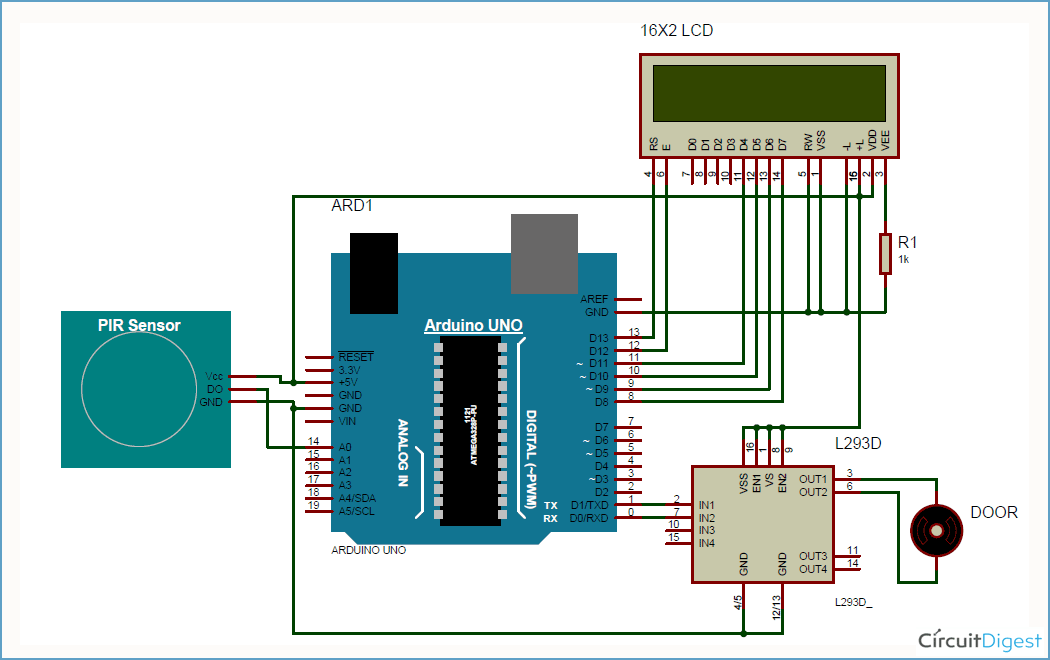 16X2 LCD
RS E D0 D1 D2 D3 D4 D5 D6 D7 RW VSS -L +L VDD VEE
4 6 7 8 9 10 11 12 13 14 5 1 15 2 3
ARD1
R1
1k
PIR Sensor
Vcc
DO
GND
Arduino UNO
RESET
3.3V
+5V
GND
GND
VIN
14 A0
15 A1
16 A2
17 A3
18 A4/SDA
19 A5/SCL
ANALOG IN
1121
ATMEGA328P-PU
DIGITAL (~PWM)
AREF
GND
D13 13
D12 12
~ D11 11
~ D10 10
~ D9 9
D8 8
D7 7
~ D6 6
~ D5 5
D4 4
~D3 3
D2 2
TX D1/TXD 1
RX D0/RXD 0
ARDUINO UNO
L293D
16 1 8 9
VSS EN1 VS EN2
2 IN1
7 IN2
10 IN3
15 IN4
OUT1 3
OUT2 6
OUT3 11
OUT4 14
GND GND
4/5 12/13
L293D_
DOOR
CírcuitDigest